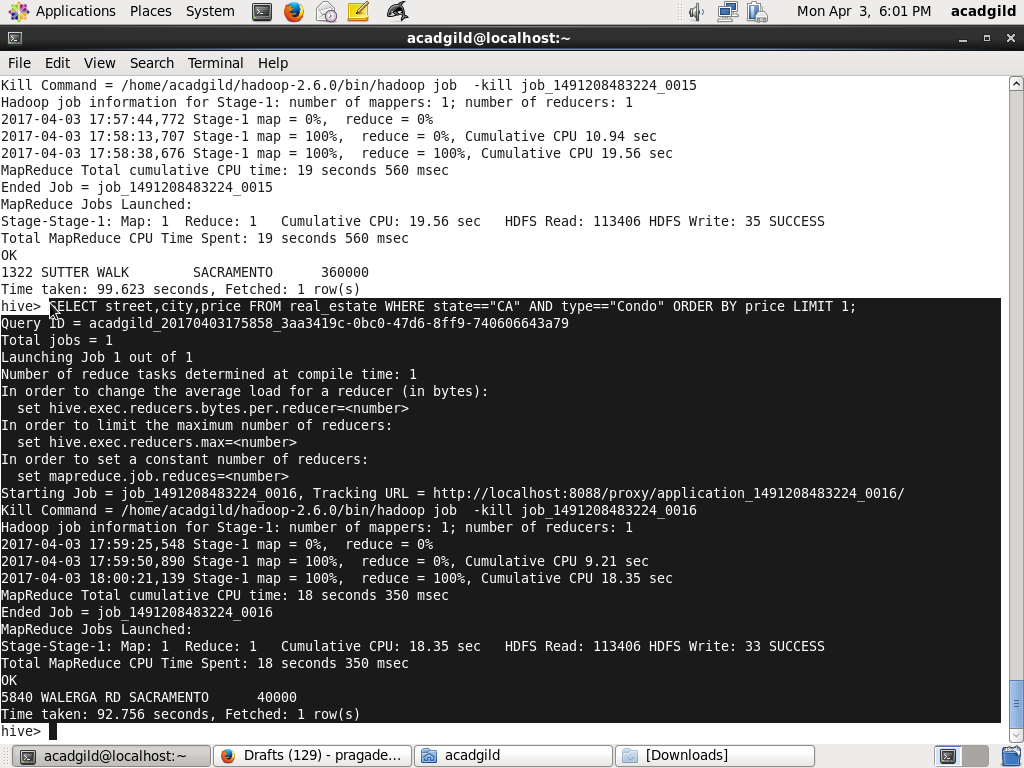 Applications Places System Mon Apr 3, 6:01 PM acadgild
acadgild@localhost:~
File Edit View Search Terminal Help
Kill Command = /home/acadgild/hadoop-2.6.0/bin/hadoop job  -kill job_1491208483224_0015
Hadoop job information for Stage-1: number of mappers: 1; number of reducers: 1
2017-04-03 17:57:44,772 Stage-1 map = 0%,  reduce = 0%
2017-04-03 17:58:13,707 Stage-1 map = 100%,  reduce = 0%, Cumulative CPU 10.94 sec
2017-04-03 17:58:38,676 Stage-1 map = 100%,  reduce = 100%, Cumulative CPU 19.56 sec
MapReduce Total cumulative CPU time: 19 seconds 560 msec
Ended Job = job_1491208483224_0015
MapReduce Jobs Launched:
Stage-Stage-1: Map: 1  Reduce: 1   Cumulative CPU: 19.56 sec   HDFS Read: 113406 HDFS Write: 35 SUCCESS
Total MapReduce CPU Time Spent: 19 seconds 560 msec
OK
1322 SUTTER WALK        SACRAMENTO      360000
Time taken: 99.623 seconds, Fetched: 1 row(s)
hive> SELECT street,city,price FROM real_estate WHERE state=="CA" AND type=="Condo" ORDER BY price LIMIT 1;
Query ID = acadgild_20170403175858_3aa3419c-0bc0-47d6-8ff9-740606643a79
Total jobs = 1
Launching Job 1 out of 1
Number of reduce tasks determined at compile time: 1
In order to change the average load for a reducer (in bytes):
  set hive.exec.reducers.bytes.per.reducer=<number>
In order to limit the maximum number of reducers:
  set hive.exec.reducers.max=<number>
In order to set a constant number of reducers:
  set mapreduce.job.reduces=<number>
Starting Job = job_1491208483224_0016, Tracking URL = http://localhost:8088/proxy/application_1491208483224_0016/
Kill Command = /home/acadgild/hadoop-2.6.0/bin/hadoop job  -kill job_1491208483224_0016
Hadoop job information for Stage-1: number of mappers: 1; number of reducers: 1
2017-04-03 17:59:25,548 Stage-1 map = 0%,  reduce = 0%
2017-04-03 17:59:50,890 Stage-1 map = 100%,  reduce = 0%, Cumulative CPU 9.21 sec
2017-04-03 18:00:21,139 Stage-1 map = 100%,  reduce = 100%, Cumulative CPU 18.35 sec
MapReduce Total cumulative CPU time: 18 seconds 350 msec
Ended Job = job_1491208483224_0016
MapReduce Jobs Launched:
Stage-Stage-1: Map: 1  Reduce: 1   Cumulative CPU: 18.35 sec   HDFS Read: 113406 HDFS Write: 33 SUCCESS
Total MapReduce CPU Time Spent: 18 seconds 350 msec
OK
5840 WALERGA RD SACRAMENTO      40000
Time taken: 92.756 seconds, Fetched: 1 row(s)
hive>
acadgild@localhost:~ Drafts (129) - pragade... acadgild [Downloads]